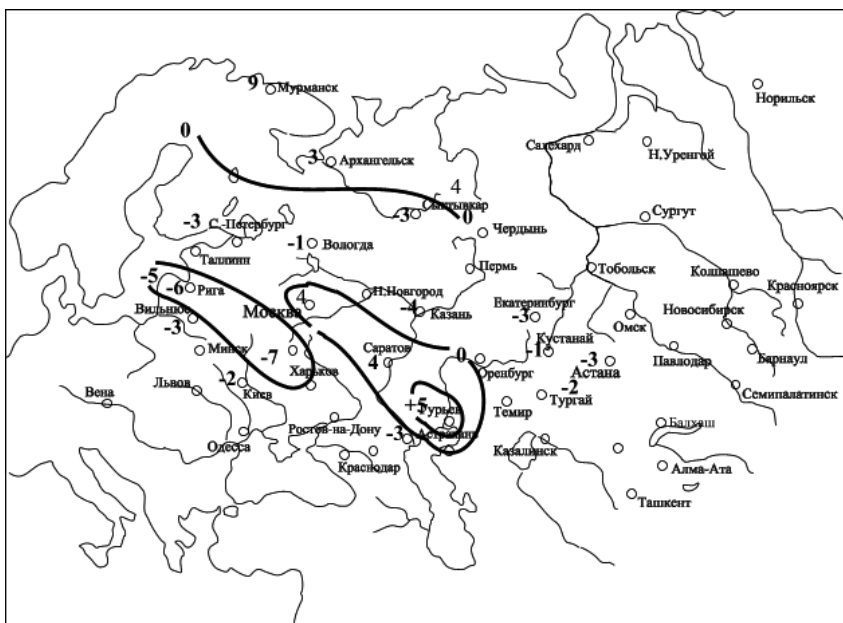 9
Мурманск
Норильск
0
3
Архангельск
Салехард
Н.Уренгой
4
-3
Сыктывкар
0
Сургут
-3
С.-Петербург
-1
Вологда
Чердынь
Таллинн
Пермь
Тобольск
-5
-6
Рига
Колпашево
Красноярск
4
Н.Новгород
Вильнюс
-3
Москва
-4
Казань
Екатеринбург
-3
Омск
Новосибирск
Минск
-7
Саратов
4
0
Кустанай
-1
Павлодар
Барнаул
Харьков
Оренбург
-3
Астана
Вена
Львов
-2
Киев
+5
Гурьев
Темир
-2
Тургай
Семипалатинск
Одесса
Ростов-на-Дону
-3
Астрахань
Казалинск
Балхаш
Краснодар
Алма-Ата
Ташкент